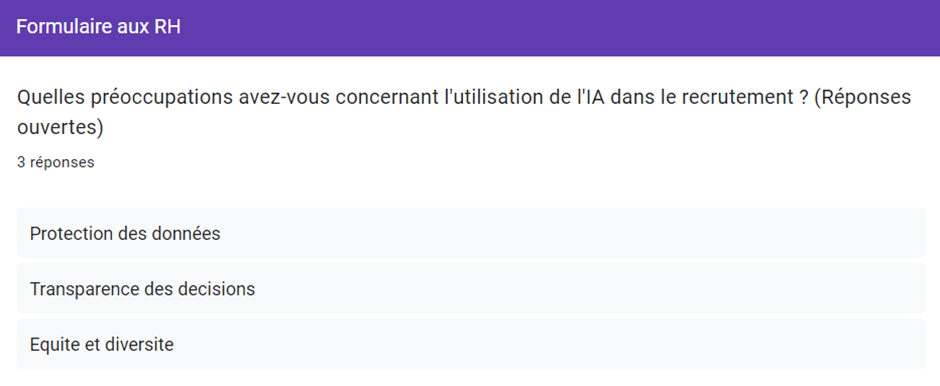 Formulaire aux RH
Quelles préoccupations avez-vous concernant l'utilisation de l'IA dans le recrutement ? (Réponses
ouvertes)
3 réponses
Protection des données
Transparence des decisions
Equite et diversite